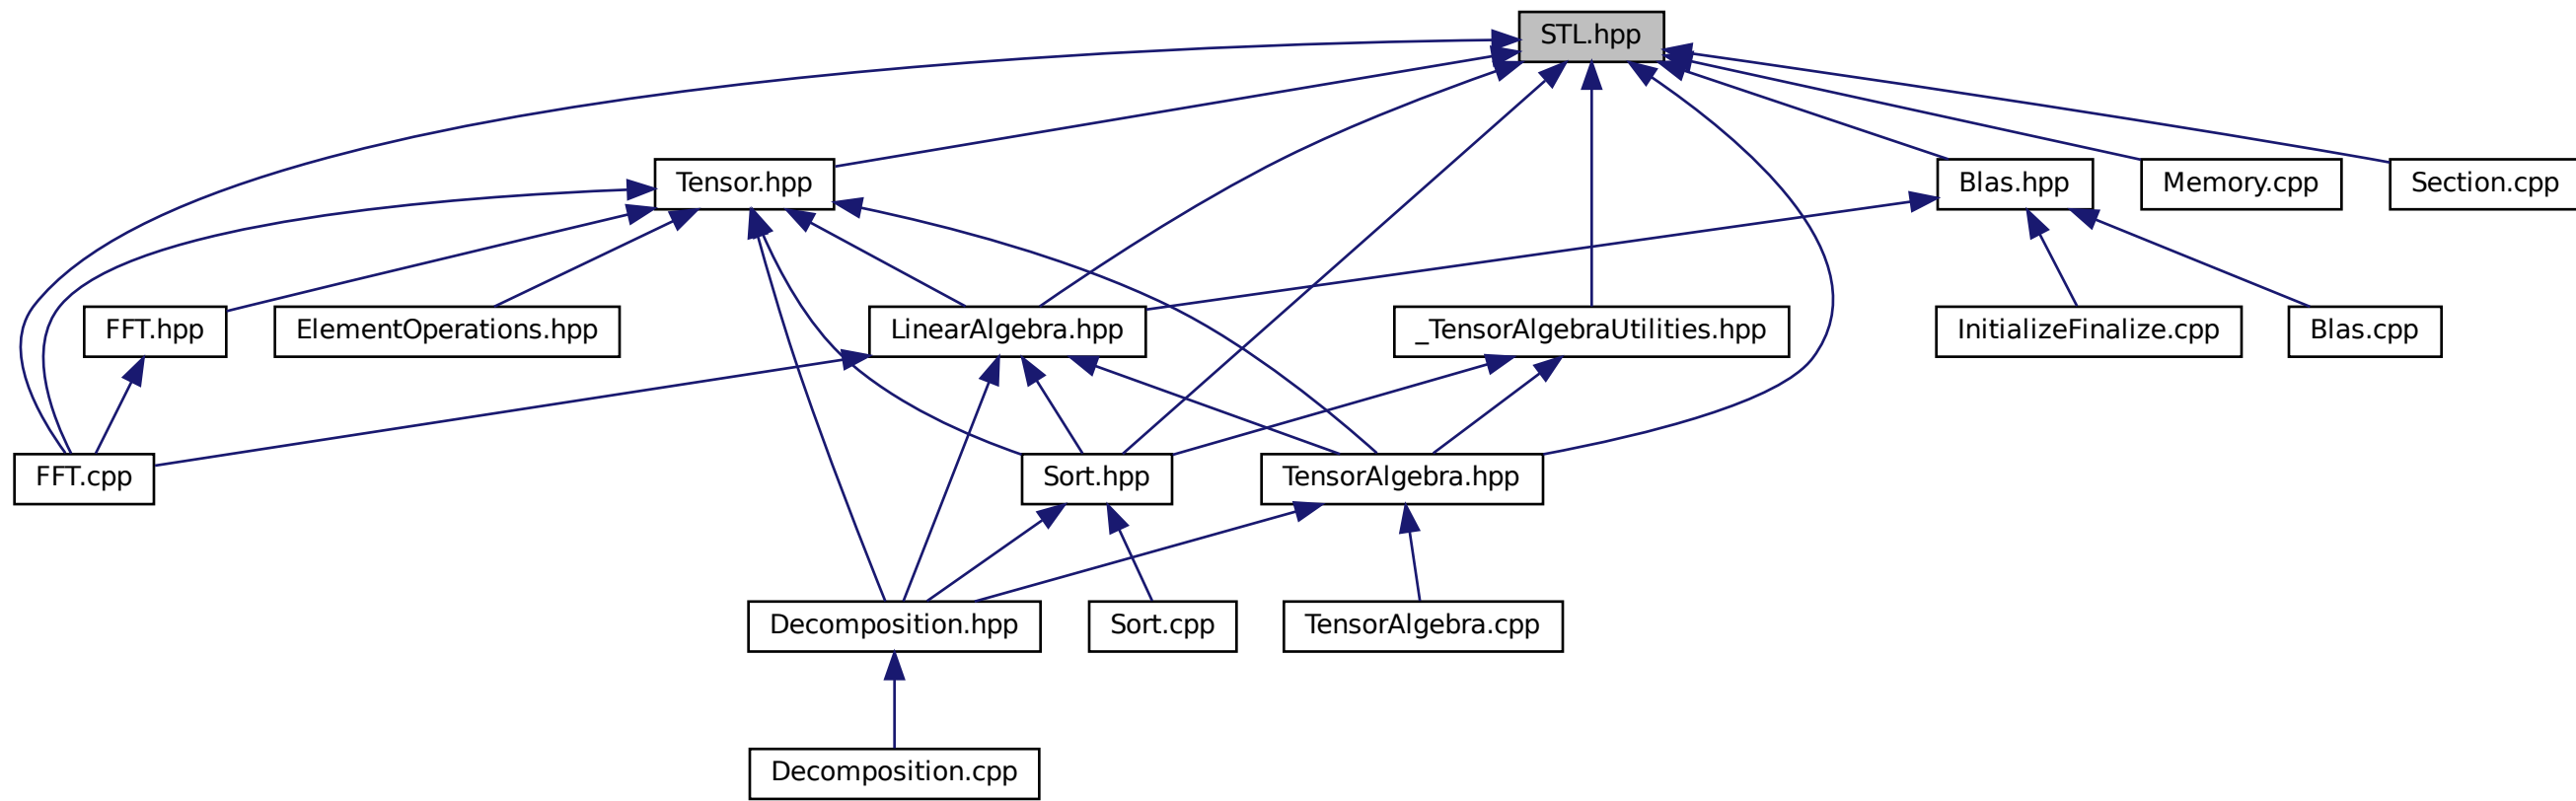 STL.hpp
Tensor.hpp
Blas.hpp
Memory.cpp
Section.cpp
FFT.hpp
ElementOperations.hpp
LinearAlgebra.hpp
_TensorAlgebraUtilities.hpp
InitializeFinalize.cpp
Blas.cpp
FFT.cpp
Sort.hpp
TensorAlgebra.hpp
Decomposition.hpp
Sort.cpp
TensorAlgebra.cpp
Decomposition.cpp